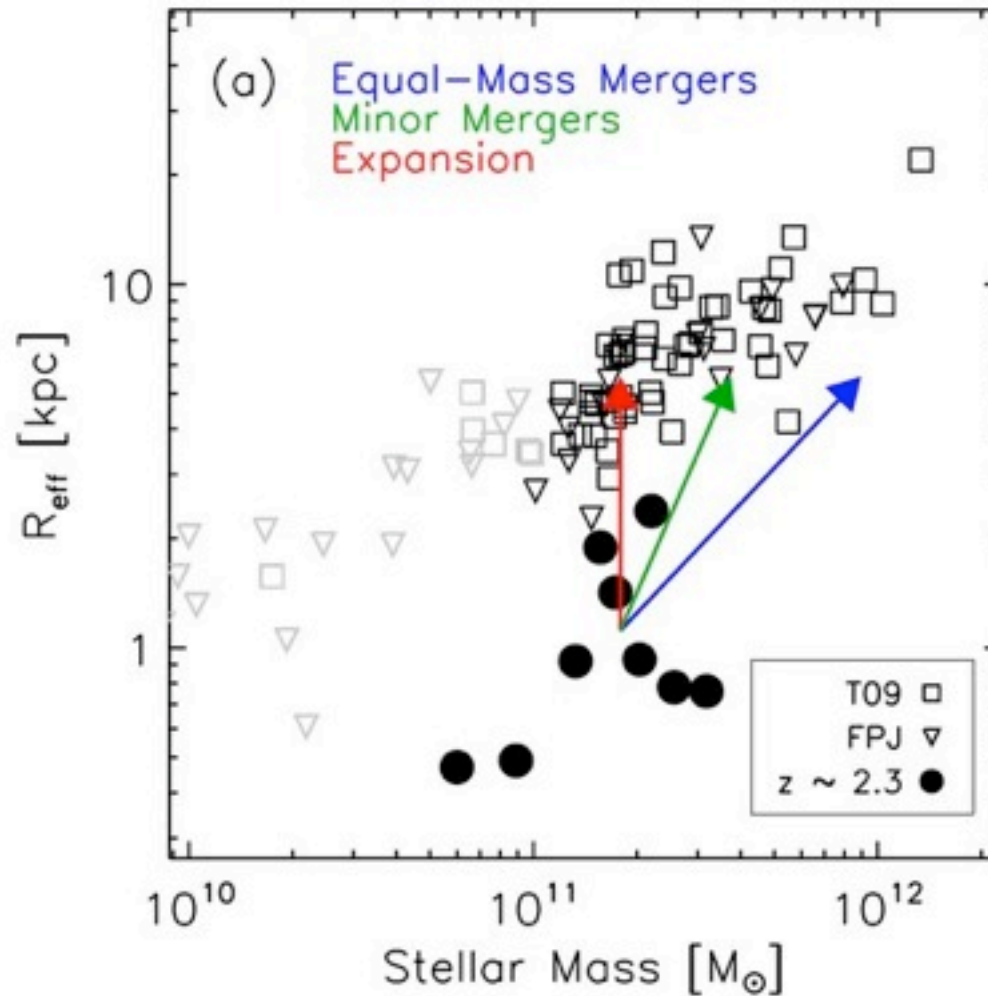 (a)
Equal-Mass Mergers
Minor Mergers
Expansion
10
1
R_eff [kpc]
T09
FPJ
z ~ 2.3
10^10
10^11
10^12
Stellar Mass [M_⊙]